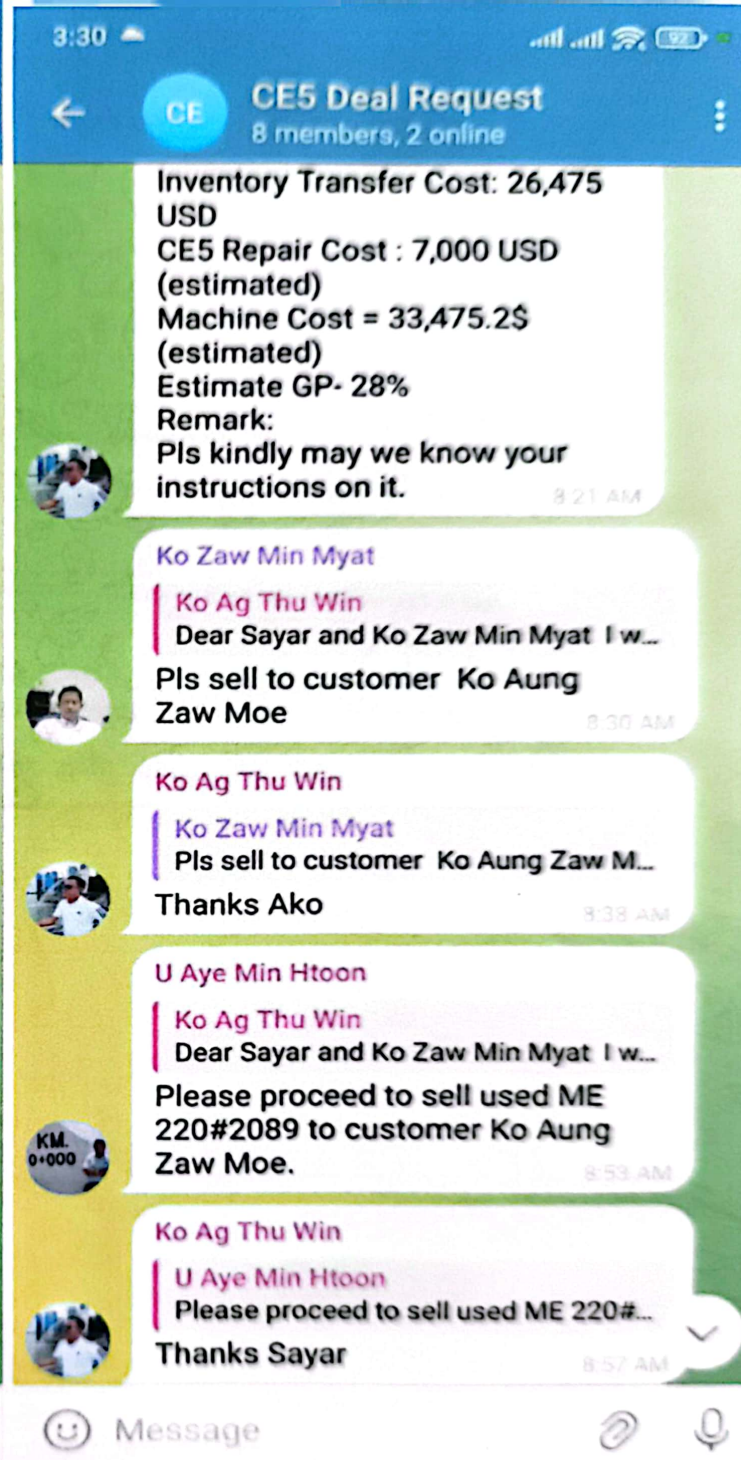 3:30
92
CE
CE5 Deal Request
8 members, 2 online
Inventory Transfer Cost: 26,475
USD
CE5 Repair Cost : 7,000 USD
(estimated)
Machine Cost = 33,475.2$
(estimated)
Estimate GP- 28%
Remark:
Pls kindly may we know your
instructions on it.
8:21 AM
Ko Zaw Min Myat
Ko Ag Thu Win
Dear Sayar and Ko Zaw Min Myat I w...
Pls sell to customer Ko Aung
Zaw Moe
8:30 AM
Ko Ag Thu Win
Ko Zaw Min Myat
Pls sell to customer Ko Aung Zaw M...
Thanks Ako
8:38 AM
U Aye Min Htoon
Ko Ag Thu Win
Dear Sayar and Ko Zaw Min Myat I w...
Please proceed to sell used ME
220#2089 to customer Ko Aung
Zaw Moe.
KM.
0+000
8:53 AM
Ko Ag Thu Win
U Aye Min Htoon
Please proceed to sell used ME 220#...
Thanks Sayar
8:57 AM
Message